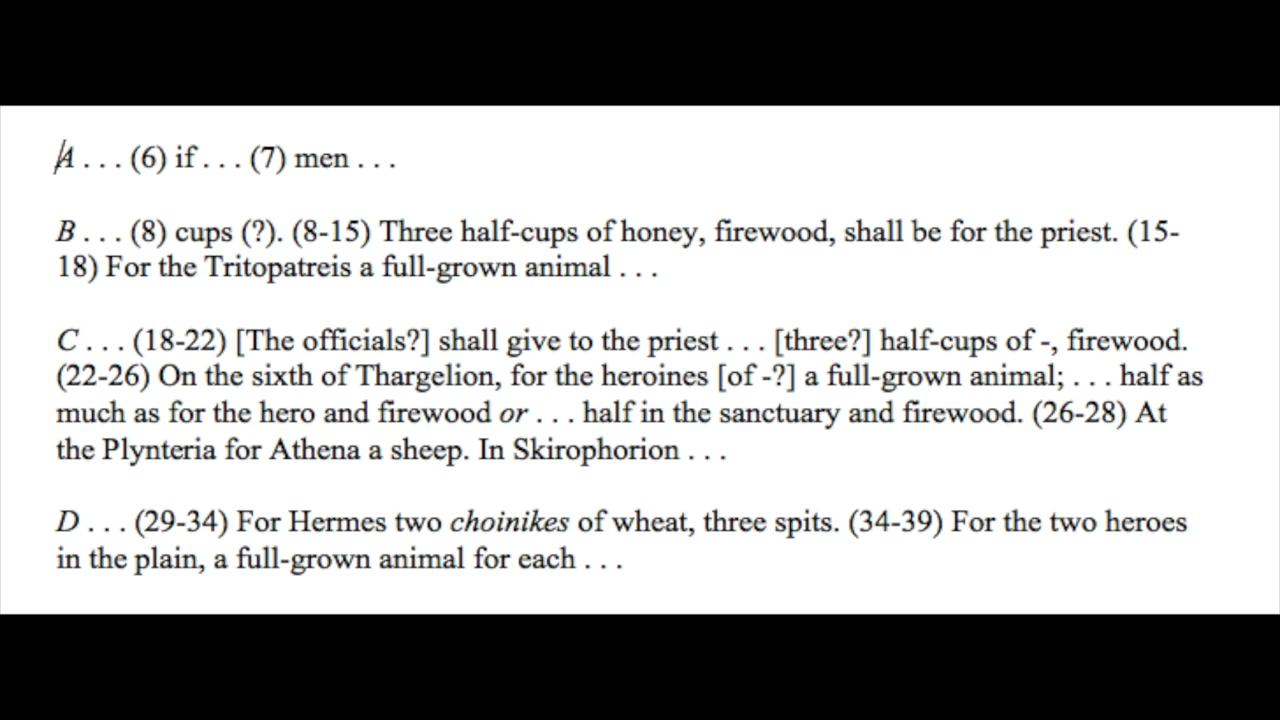 A . . . (6) if . . . (7) men . . .
B . . . (8) cups (?). (8-15) Three half-cups of honey, firewood, shall be for the priest. (15-
18) For the Tritopatreis a full-grown animal . . .
C . . . (18-22) [The officials?] shall give to the priest . . . [three?] half-cups of -, firewood.
(22-26) On the sixth of Thargelion, for the heroines [of -?] a full-grown animal; . . . half as
much as for the hero and firewood or . . . half in the sanctuary and firewood. (26-28) At
the Plynteria for Athena a sheep. In Skirophorion . . .
D . . . (29-34) For Hermes two choinikes of wheat, three spits. (34-39) For the two heroes
in the plain, a full-grown animal for each . . .